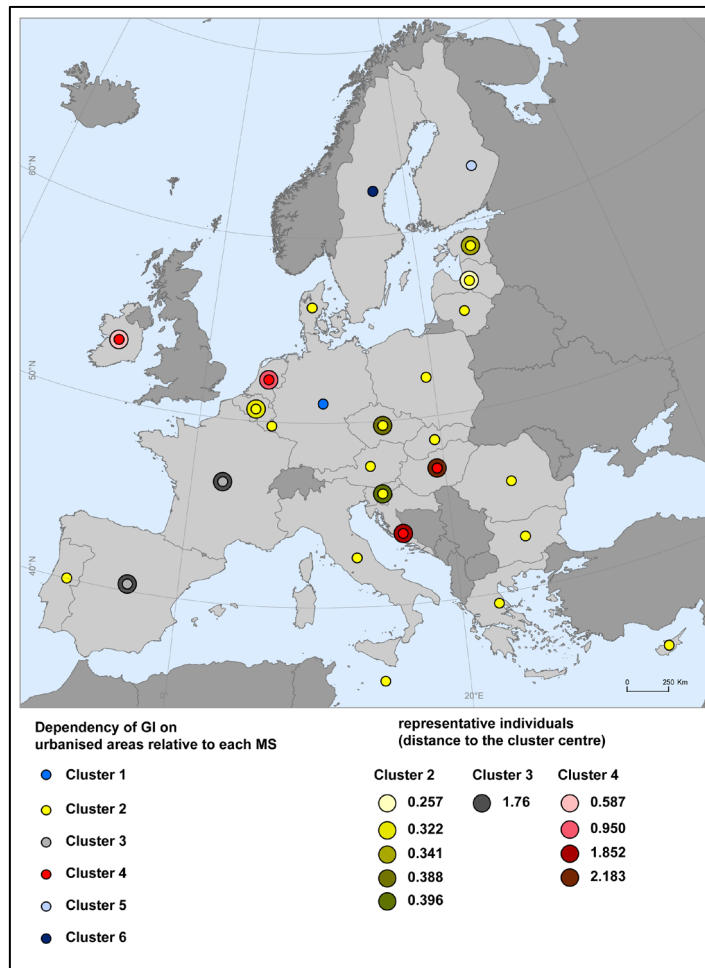 60°N
50°N
40°N
0°
20°E
0 250 Km
Dependency of GI on
urbanised areas relative to each MS
Cluster 1
Cluster 2
Cluster 3
Cluster 4
Cluster 5
Cluster 6
representative individuals
(distance to the cluster centre)
Cluster 2
0.257
0.322
0.341
0.388
0.396
Cluster 3
1.76
Cluster 4
0.587
0.950
1.852
2.183